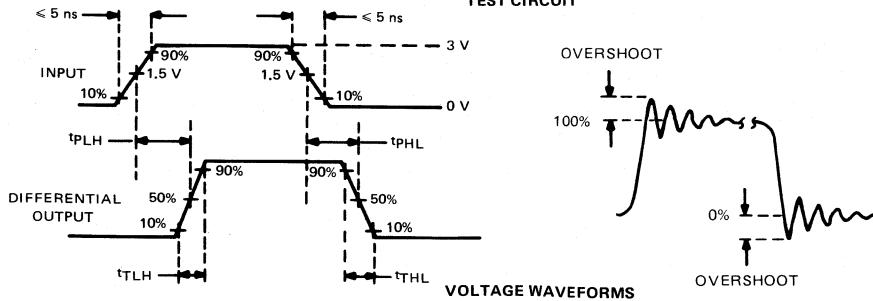 TEST CIRCUIT
≤ 5 ns
≤ 5 ns
3 V
90%
90%
INPUT
1.5 V
1.5 V
10%
10%
0 V
tPLH
tPHL
90%
90%
DIFFERENTIAL
OUTPUT
50%
50%
10%
10%
tTLH
tTHL
VOLTAGE WAVEFORMS
OVERSHOOT
100%
0%
OVERSHOOT